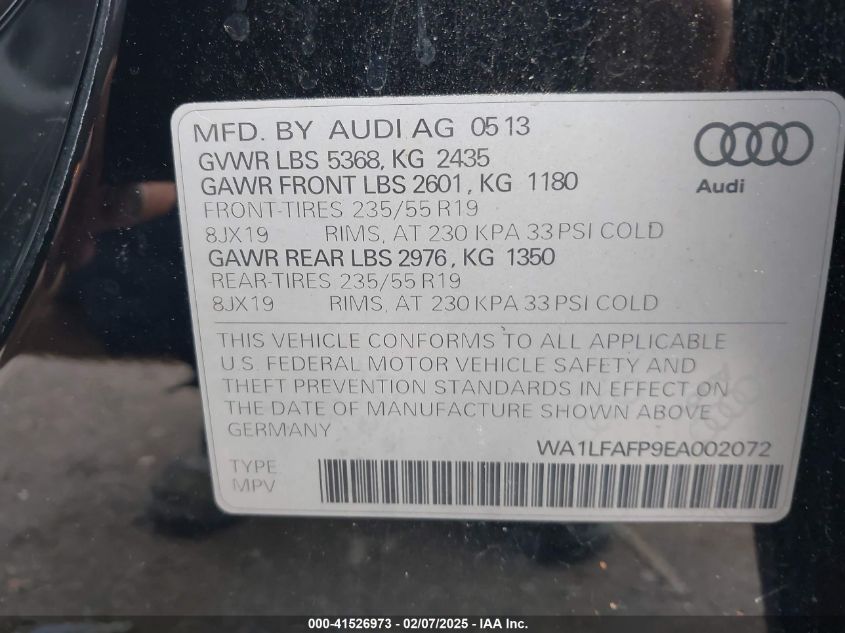 MFD. BY AUDI AG 05 13
GVWR LBS 5368, KG 2435
GAWR FRONT LBS 2601, KG 1180
FRONT-TIRES 235/55 R19
8JX19 RIMS, AT 230 KPA 33 PSI COLD
GAWR REAR LBS 2976, KG 1350
REAR-TIRES 235/55 R19
8JX19 RIMS, AT 230 KPA 33 PSI COLD
Audi
THIS VEHICLE CONFORMS TO ALL APPLICABLE
U.S. FEDERAL MOTOR VEHICLE SAFETY AND
THEFT PREVENTION STANDARDS IN EFFECT ON
THE DATE OF MANUFACTURE SHOWN ABOVE
GERMANY
WA1LFAFP9EA002072
TYPE
MPV
000-41526973 - 02/07/2025 - IAA Inc.